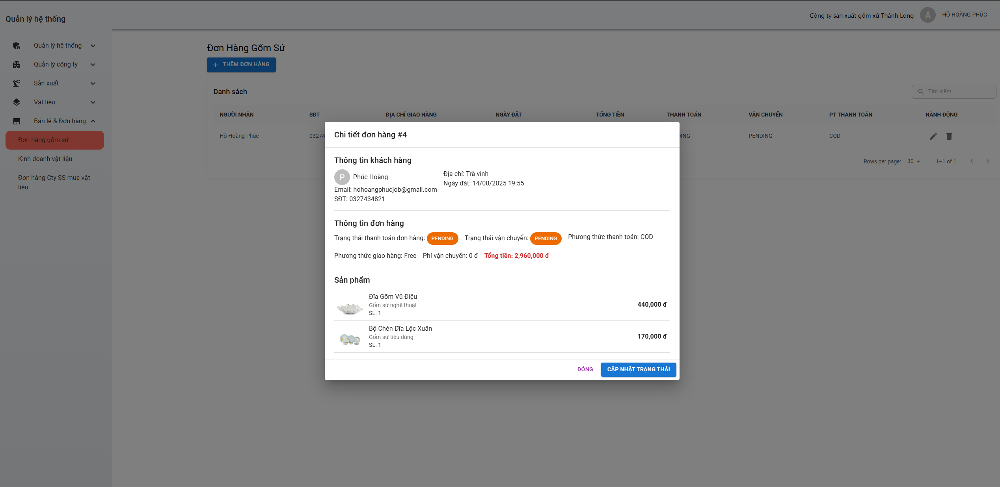 Quản lý hệ thống
Công ty sản xuất gốm xứ Thành Long
Á
HỒ HOÀNG PHÚC
Quản lý hệ thống
Quản lý công ty
Sản xuất
Vật liệu
Bán lẻ & Đơn hàng
Đơn hàng gốm sứ
Kinh doanh vật liệu
Đơn hàng Cty SS mua vật
liệu
Đơn Hàng Gốm Sứ
THÊM ĐƠN HÀNG
Danh sách
Tìm kiếm...
NGƯỜI NHẬN SĐT ĐỊA CHỈ GIAO HÀNG NGÀY ĐẶT TỔNG TIỀN THANH TOÁN VẬN CHUYỂN PT THANH TOÁN HÀNH ĐỘNG
Hồ Hoàng Phúc 03274 DING PENDING COD
Rows per page: 30 1–1 of 1
Chi tiết đơn hàng #4
Thông tin khách hàng
P
Phúc Hoàng
Email: hohoangphucjob@gmail.com
SĐT: 0327434821
Địa chỉ: Trà vinh
Ngày đặt: 14/08/2025 19:55
Thông tin đơn hàng
Trạng thái thanh toán đơn hàng: PENDING Trạng thái vận chuyển: PENDING Phương thức thanh toán: COD
Phương thức giao hàng: Free Phí vận chuyển: 0 đ Tổng tiền: 2,960,000 đ
Sản phẩm
Đĩa Gốm Vũ Điệu
Gốm sứ nghệ thuật
SL: 1
440,000 đ
Bộ Chén Đĩa Lộc Xuân
Gốm sứ tiêu dùng
SL: 1
170,000 đ
ĐÓNG
CẬP NHẬT TRẠNG THÁI